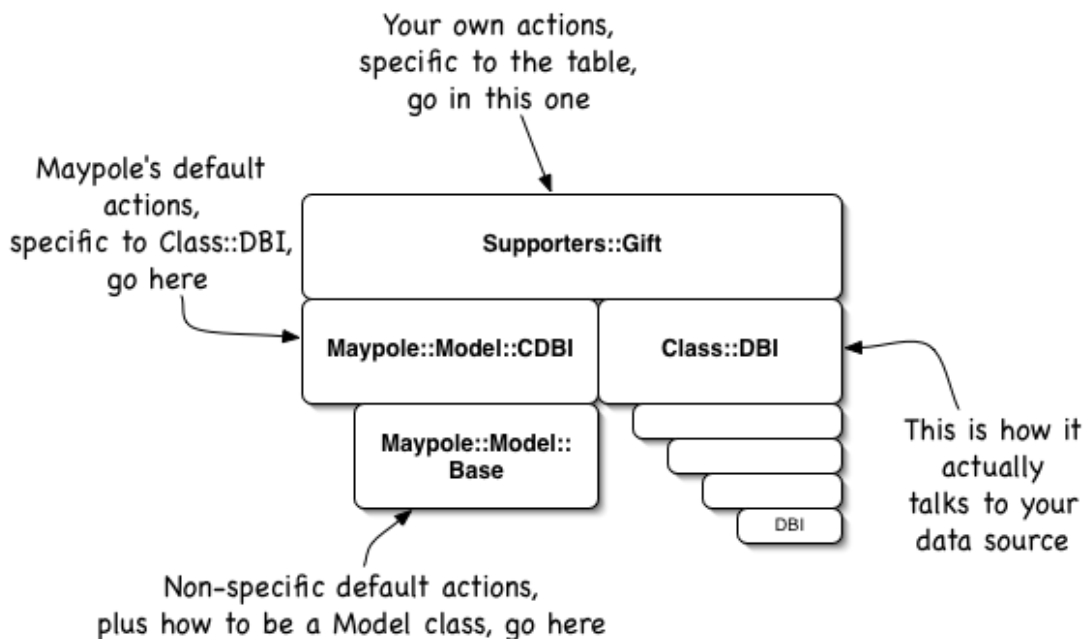 Your own actions,
specific to the table,
go in this one
Maypole's default
actions,
specific to Class::DBI,
go here
Supporters::Gift
Maypole::Model::CDBI
Class::DBI
Maypole::Model::
Base
DBI
This is how it
actually
talks to your
data source
Non-specific default actions,
plus how to be a Model class, go here